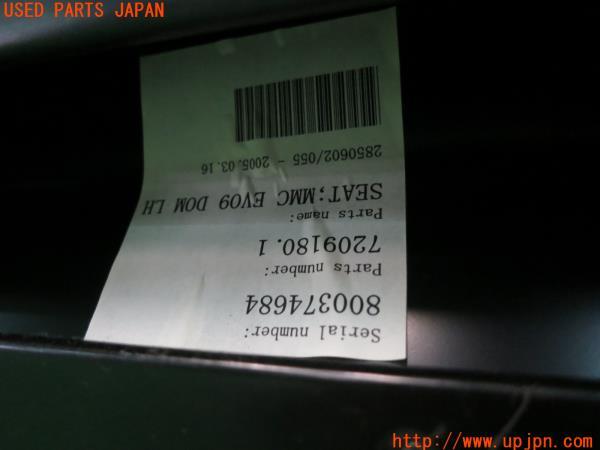 USED PARTS JAPAN
Serial number:
800374684
Parts number:
7209180.1
Parts name:
SEAT;MMC EVO9 DOM LH
2850602/055 - 2005.03.16
http://www.upjpn.com/